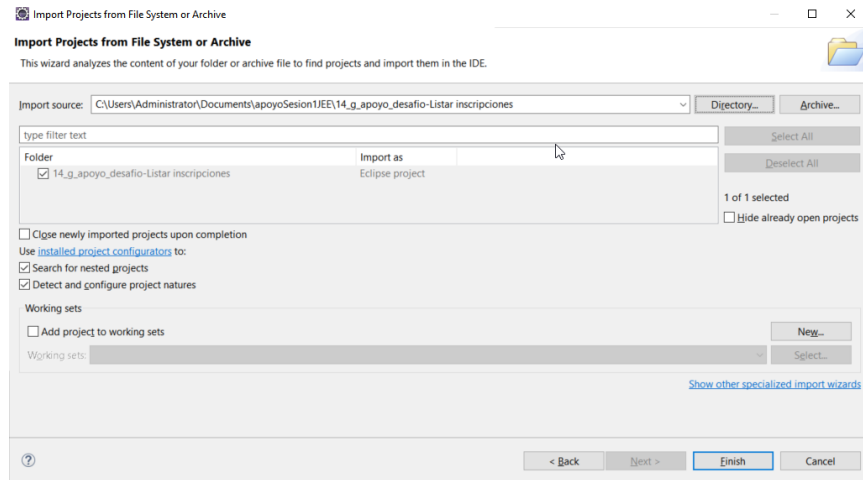 Import Projects from File System or Archive
Import Projects from File System or Archive
This wizard analyzes the content of your folder or archive file to find projects and import them in the IDE.
Import source: C:\Users\Administrator\Documents\apoyoSesion1JEE\14_g_apoyo_desafio-Listar inscripciones Directory... Archive...
type filter text Select All
Folder Import as
14_g_apoyo_desafio-Listar inscripciones Eclipse project
Deselect All
1 of 1 selected
Hide already open projects
Close newly imported projects upon completion
Use installed project configurators to:
Search for nested projects
Detect and configure project natures
Working sets
Add project to working sets New...
Working sets: Select...
Show other specialized import wizards
? < Back Next > Finish Cancel